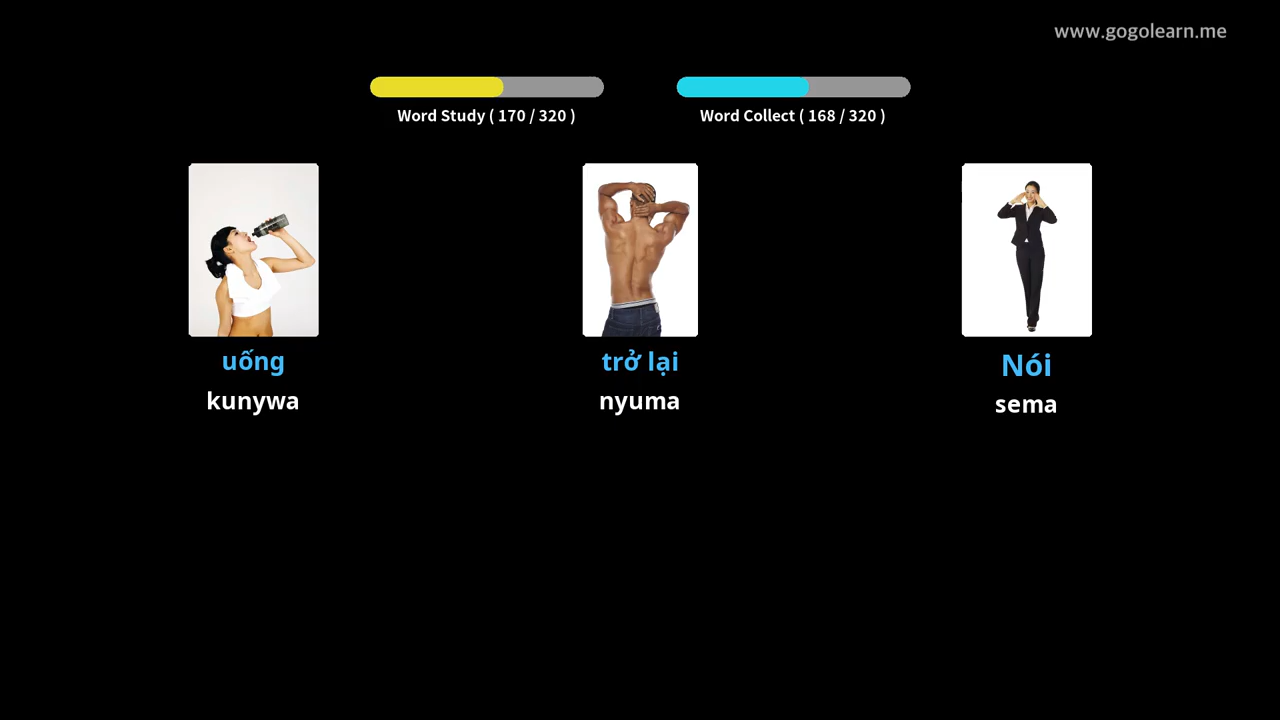 www.gogolearn.me
Word Study ( 170 / 320 )
Word Collect ( 168 / 320 )
uống
trở lại
Nói
kunywa
nyuma
sema